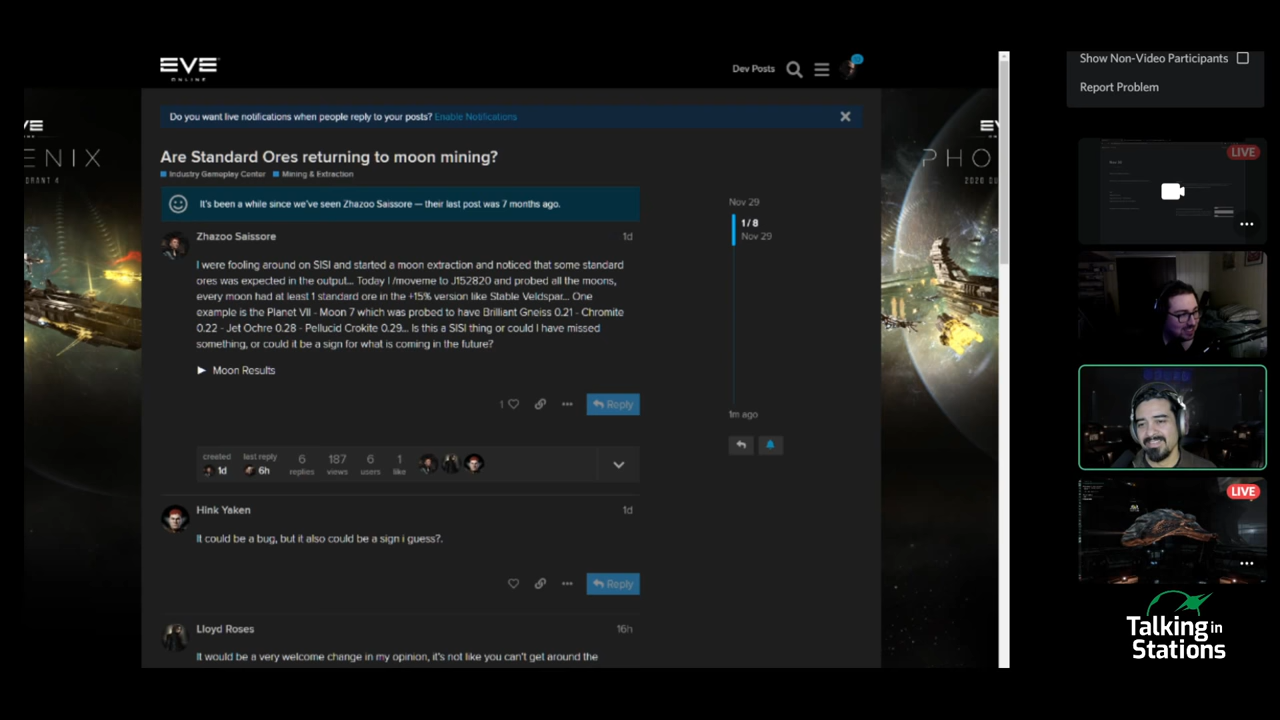 EVE
ONLINE
Dev Posts
Do you want live notifications when people reply to your posts? Enable Notifications
Are Standard Ores returning to moon mining?
Industry Gameplay Center Mining & Extraction
It's been a while since we've seen Zhazoo Saissore — their last post was 7 months ago.
Zhazoo Saissore 1d
I were fooling around on SISI and started a moon extraction and noticed that some standard
ores was expected in the output... Today I /moveme to J152820 and probed all the moons,
every moon had at least 1 standard ore in the +15% version like Stable Veldspar... One
example is the Planet VII - Moon 7 which was probed to have Brilliant Gneiss 0.21 - Chromite
0.22 - Jet Ochre 0.28 - Pellucid Crokite 0.29... Is this a SISI thing or could I have missed
something, or could it be a sign for what is coming in the future?
Moon Results
1
Reply
created last reply 6 187 6 1
1d 6h replies views users like
Hink Yaken 1d
It could be a bug, but it also could be a sign i guess?.
Reply
Lloyd Roses 16h
It would be a very welcome change in my opinion, it's not like you can't get around the
Nov 29
1 / 8
Nov 29
1m ago
ENIX
PHO
Show Non-Video Participants
Report Problem
LIVE
LIVE
Talking in
Stations